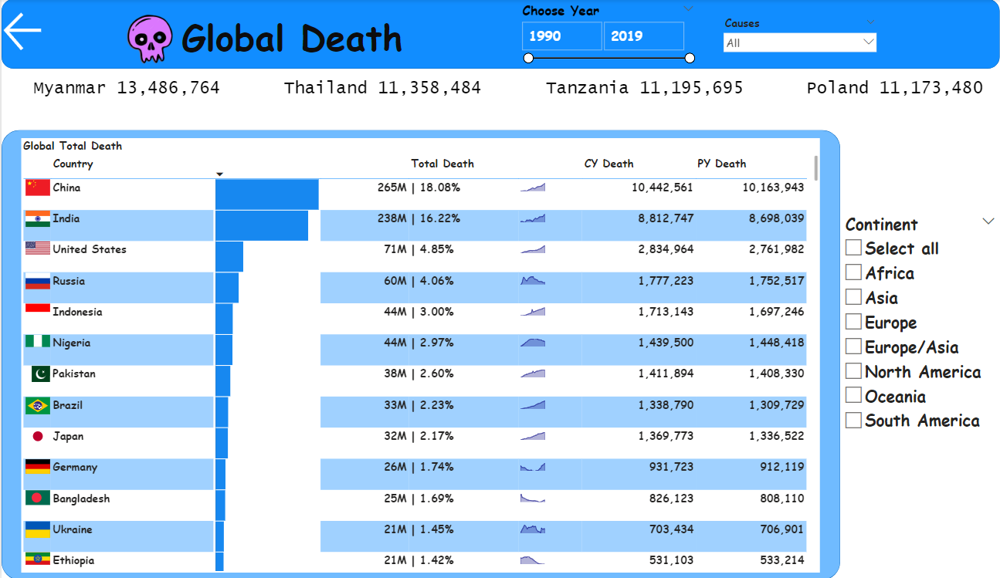 Global Death
Choose Year
1990 2019
Causes
All
Myanmar 13,486,764 Thailand 11,358,484 Tanzania 11,195,695 Poland 11,173,480
Global Total Death
Country Total Death CY Death PY Death
China 265M | 18.08% 10,442,561 10,163,943
India 238M | 16.22% 8,812,747 8,698,039
United States 71M | 4.85% 2,834,964 2,761,982
Russia 60M | 4.06% 1,777,223 1,752,517
Indonesia 44M | 3.00% 1,713,143 1,697,246
Nigeria 44M | 2.97% 1,439,500 1,448,418
Pakistan 38M | 2.60% 1,411,894 1,408,330
Brazil 33M | 2.23% 1,338,790 1,309,729
Japan 32M | 2.17% 1,369,773 1,336,522
Germany 26M | 1.74% 931,723 912,119
Bangladesh 25M | 1.69% 826,123 808,110
Ukraine 21M | 1.45% 703,434 706,901
Ethiopia 21M | 1.42% 531,103 533,214
Continent
Select all
Africa
Asia
Europe
Europe/Asia
North America
Oceania
South America